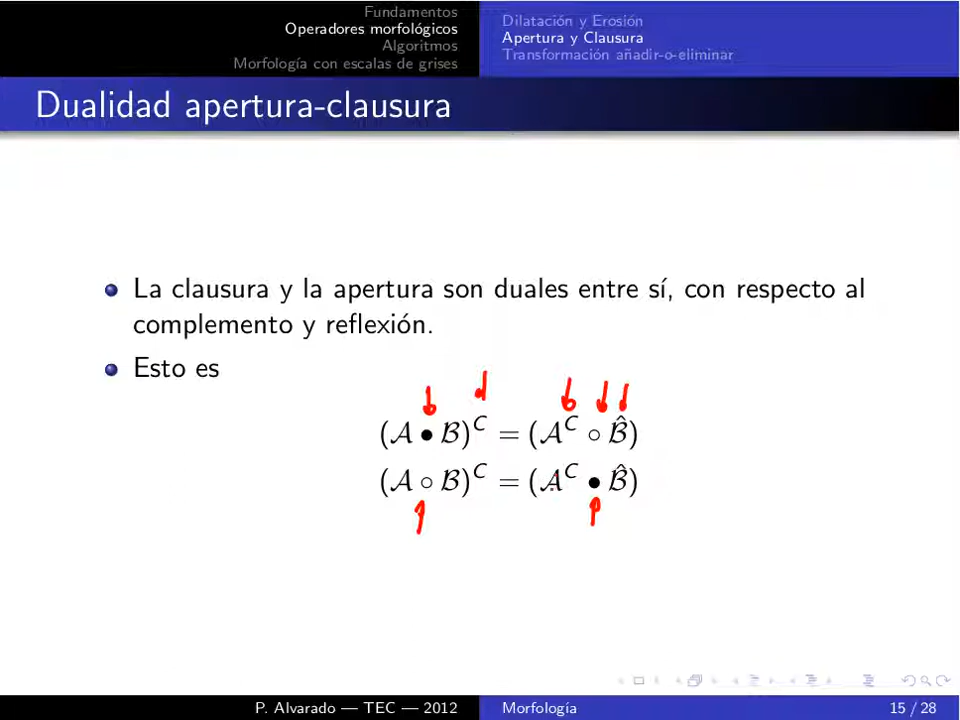 Fundamentos
Operadores morfológicos
Algoritmos
Morfología con escalas de grises
Dilatación y Erosión
Apertura y Clausura
Transformación añadir-o-eliminar
Dualidad apertura-clausura
La clausura y la apertura son duales entre sí, con respecto al
complemento y reflexión.
Esto es
(𝒜 • ℬ)^C = (𝒜^C ∘ ℬ̂)
(𝒜 ∘ ℬ)^C = (𝒜^C • ℬ̂)
P. Alvarado — TEC — 2012
Morfología
15 / 28